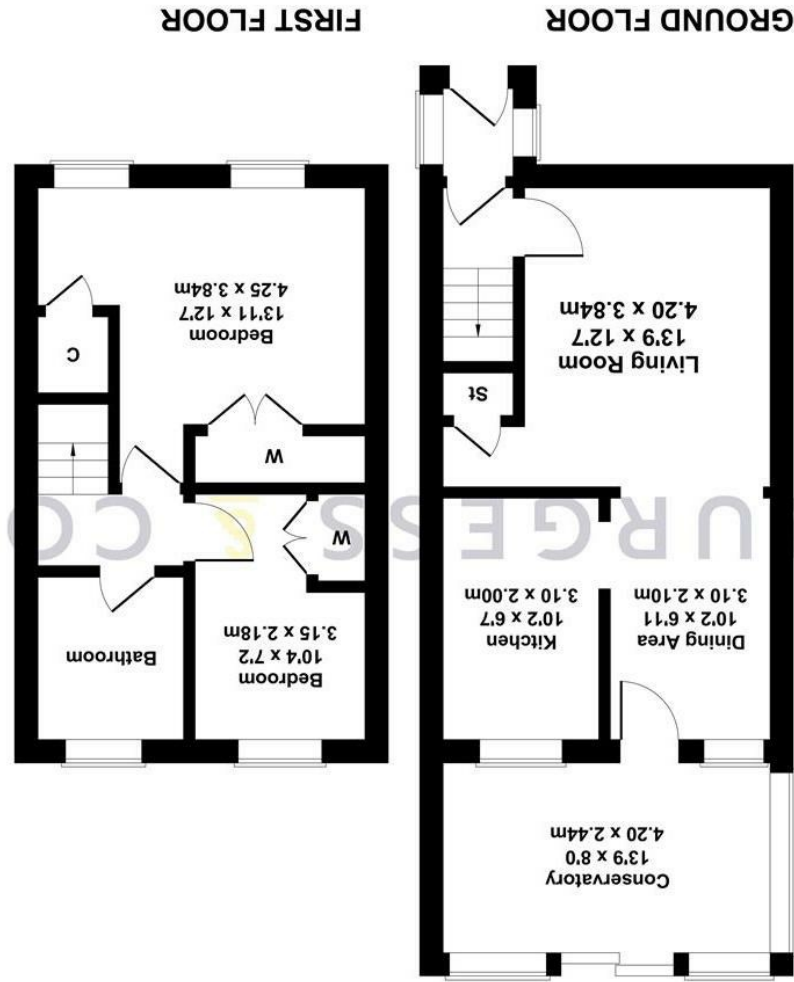 Conservatory
13'9 x 8'0
4.20 x 2.44m
Dining Area
10'2 x 6'11
3.10 x 2.10m
Kitchen
10'2 x 6'7
3.10 x 2.00m
URGESS
CO
St
Living Room
13'9 x 12'7
4.20 x 3.84m
GROUND FLOOR
Bedroom
10'4 x 7'2
3.15 x 2.18m
Bathroom
W
W
C
Bedroom
13'11 x 12'7
4.25 x 3.84m
FIRST FLOOR